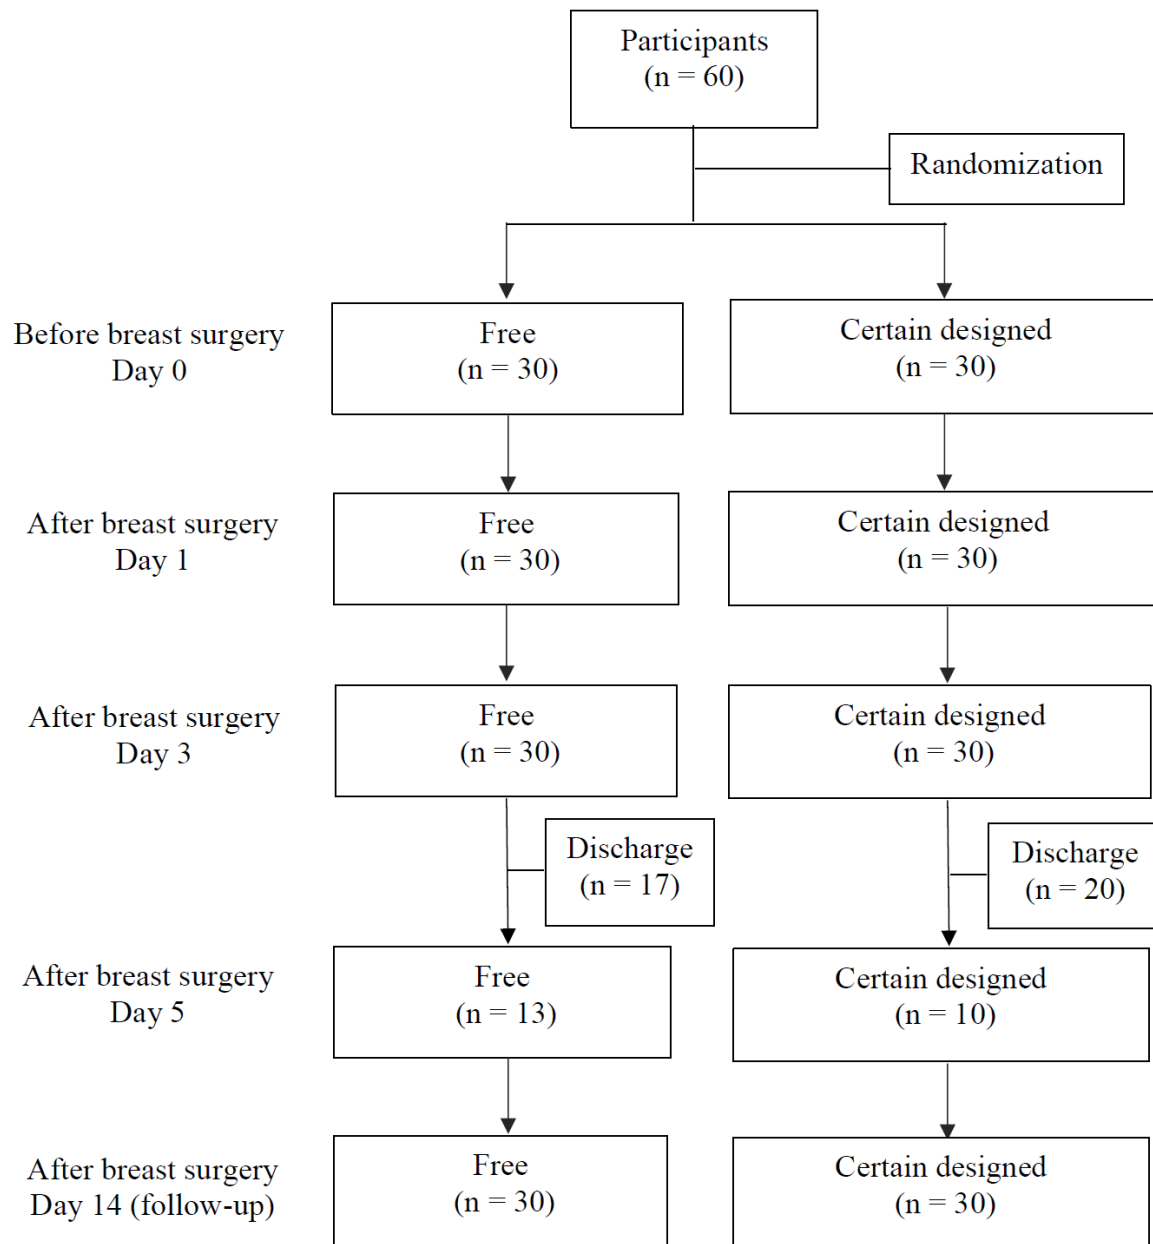 Participants
(n = 60)
Randomization
Before breast surgery
Day 0
Free
(n = 30)
Certain designed
(n = 30)
After breast surgery
Day 1
Free
(n = 30)
Certain designed
(n = 30)
After breast surgery
Day 3
Free
(n = 30)
Certain designed
(n = 30)
Discharge
(n = 17)
Discharge
(n = 20)
After breast surgery
Day 5
Free
(n = 13)
Certain designed
(n = 10)
After breast surgery
Day 14 (follow-up)
Free
(n = 30)
Certain designed
(n = 30)